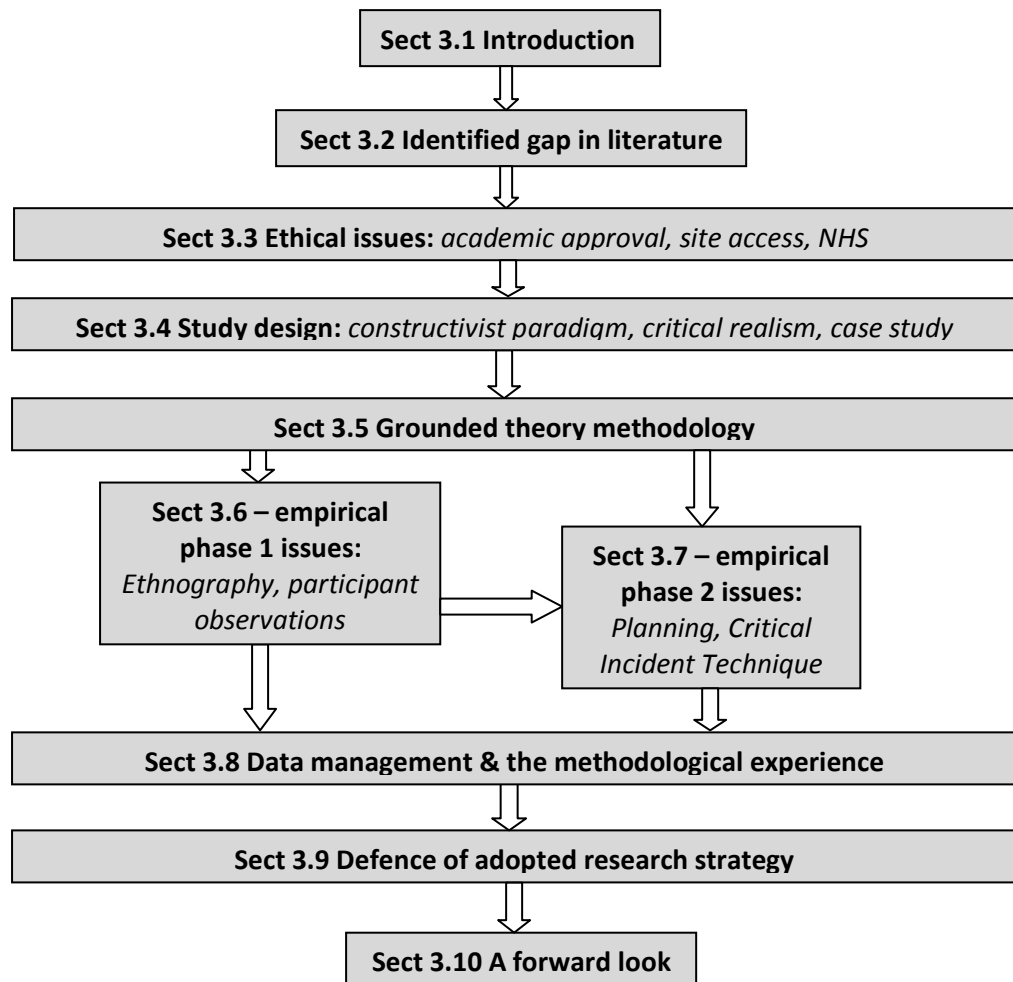 Sect 3.1 Introduction
Sect 3.2 Identified gap in literature
Sect 3.3 Ethical issues: academic approval, site access, NHS
Sect 3.4 Study design: constructivist paradigm, critical realism, case study
Sect 3.5 Grounded theory methodology
Sect 3.6 – empirical
phase 1 issues:
Ethnography, participant
observations
Sect 3.7 – empirical
phase 2 issues:
Planning, Critical
Incident Technique
Sect 3.8 Data management & the methodological experience
Sect 3.9 Defence of adopted research strategy
Sect 3.10 A forward look